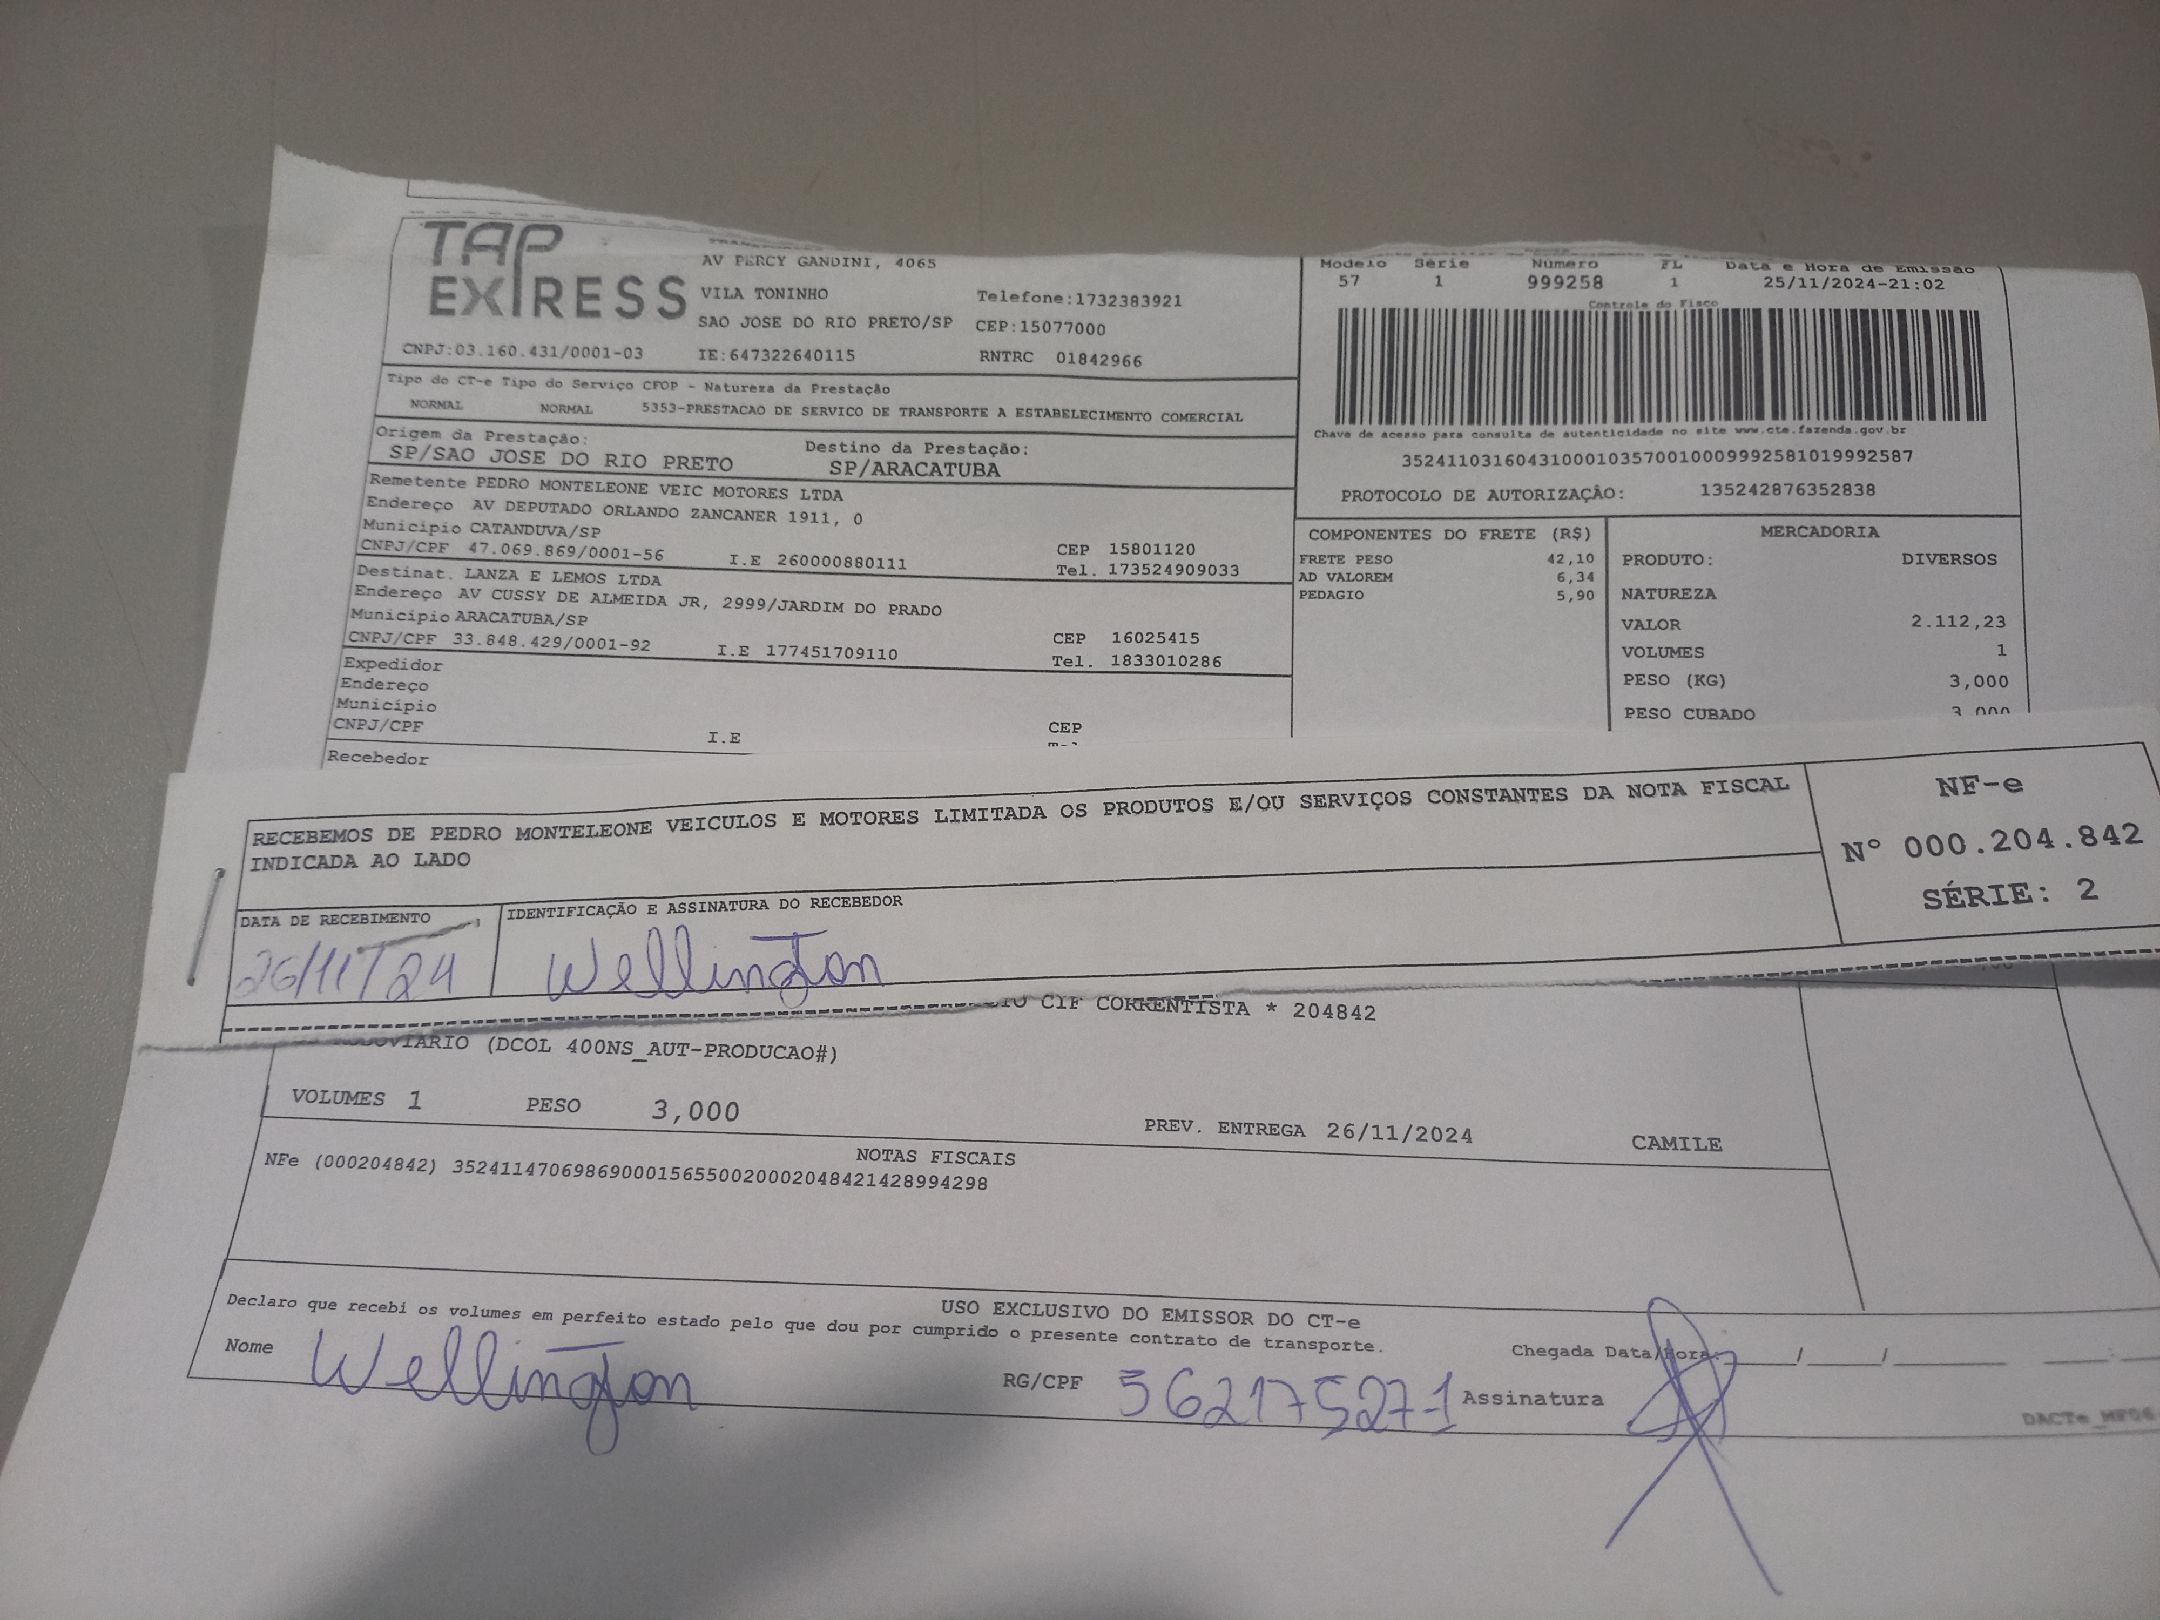 TAP EXPRESS
AV PERCY GANDINI, 4065
VILA TONINHO Telefone:1732383921
SAO JOSE DO RIO PRETO/SP CEP:15077000
CNPJ:03.160.431/0001-03 IE:647322640115 RNTRC 01842966
Modelo Série Número FL Data e Hora de Emissão
57 1 999258 1 25/11/2024-21:02
Controle do Fisco
Chave de acesso para consulta de autenticidade no site www.cte.fazenda.gov.br
35241103160431000103570010009992581019992587
PROTOCOLO DE AUTORIZAÇÃO: 135242876352838
Tipo do CT-e Tipo do Serviço CFOP - Natureza da Prestação
NORMAL NORMAL 5353-PRESTACAO DE SERVICO DE TRANSPORTE A ESTABELECIMENTO COMERCIAL
Origem da Prestação: Destino da Prestação:
SP/SAO JOSE DO RIO PRETO SP/ARACATUBA
Remetente PEDRO MONTELEONE VEIC MOTORES LTDA
Endereço AV DEPUTADO ORLANDO ZANCANER 1911, 0
Município CATANDUVA/SP CEP 15801120
CNPJ/CPF 47.069.869/0001-56 I.E 260000880111 Tel. 173524909033
Destinat. LANZA E LEMOS LTDA
Endereço AV CUSSY DE ALMEIDA JR, 2999/JARDIM DO PRADO
Município ARACATUBA/SP CEP 16025415
CNPJ/CPF 33.848.429/0001-92 I.E 177451709110 Tel. 1833010286
Expedidor
Endereço
Município CEP
CNPJ/CPF I.E
Recebedor
COMPONENTES DO FRETE (R$)
FRETE PESO 42,10
AD VALOREM 6,34
PEDAGIO 5,90
MERCADORIA
PRODUTO: DIVERSOS
NATUREZA
VALOR 2.112,23
VOLUMES 1
PESO (KG) 3,000
PESO CUBADO 3,000
RECEBEMOS DE PEDRO MONTELEONE VEICULOS E MOTORES LIMITADA OS PRODUTOS E/OU SERVIÇOS CONSTANTES DA NOTA FISCAL
INDICADA AO LADO
NF-e
Nº 000.204.842
SÉRIE: 2
DATA DE RECEBIMENTO IDENTIFICAÇÃO E ASSINATURA DO RECEBEDOR
26/11/24 Wellington
CIF CORRENTISTA * 204842
(DCOL 400NS_AUT-PRODUCAO#)
VOLUMES 1 PESO 3,000 PREV. ENTREGA 26/11/2024 CAMILE
NOTAS FISCAIS
NFe (000204842) 35241147069869000156550020002048421428994298
USO EXCLUSIVO DO EMISSOR DO CT-e
Declaro que recebi os volumes em perfeito estado pelo que dou por cumprido o presente contrato de transporte.
Nome Wellington RG/CPF 56217527-1 Assinatura Chegada Data/Hora: / /